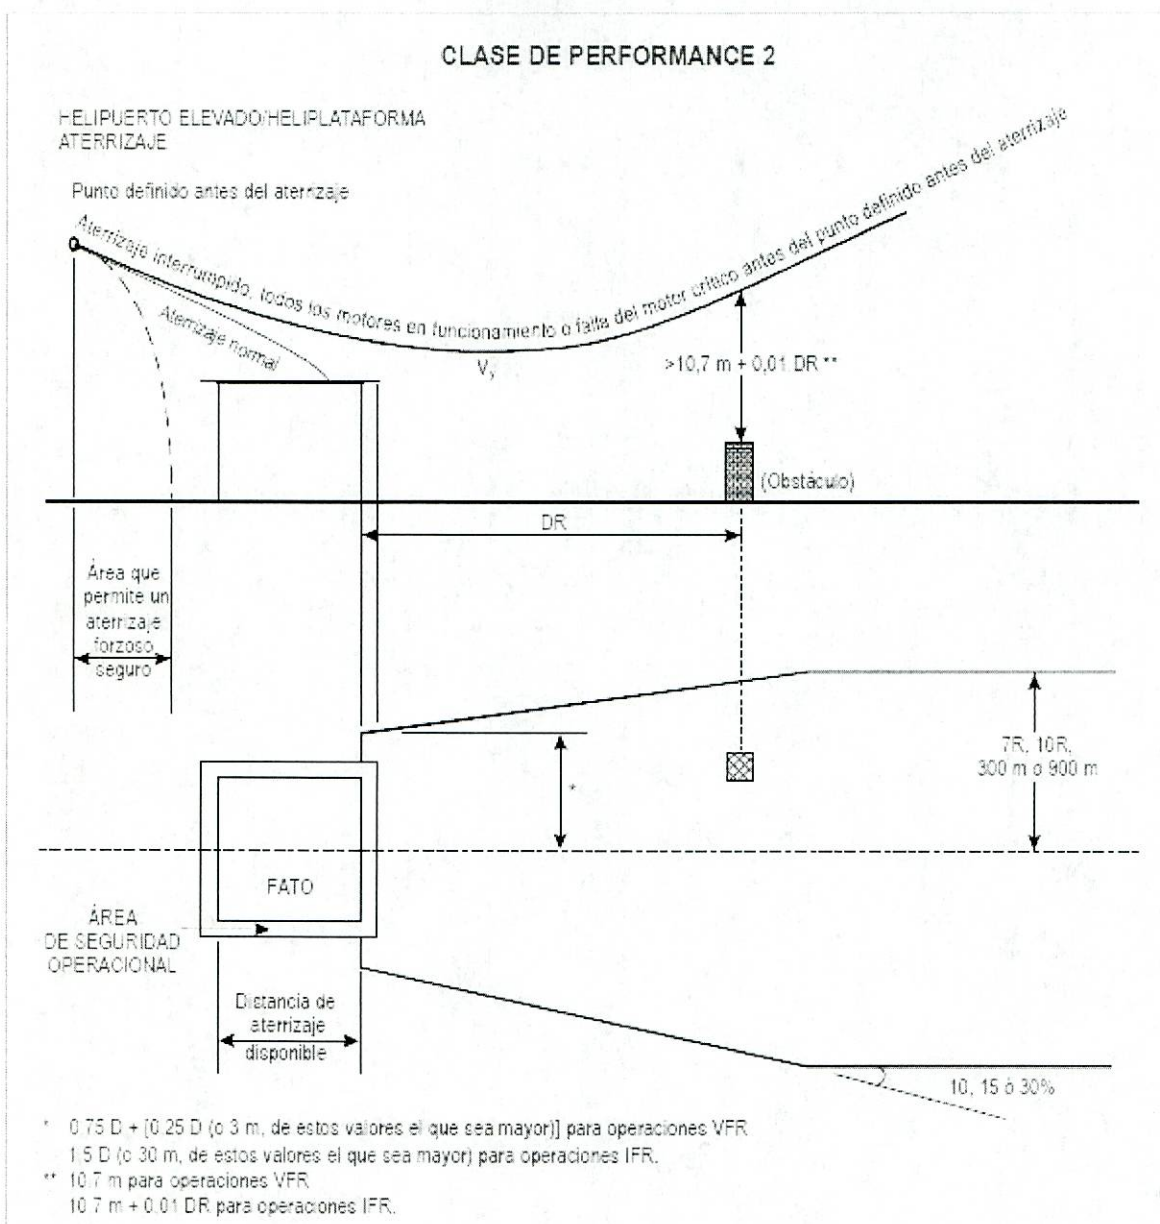 CLASE DE PERFORMANCE 2
HELIPUERTO ELEVADO/HELIPLATAFORMA
ATERRIZAJE
Punto definido antes del aterrizaje
Aterrizaje interrumpido, todos los motores en funcionamiento o falla del motor crítico antes del punto definido antes del aterrizaje
Aterrizaje normal
Vy
>10,7 m + 0,01 DR **
(Obstáculo)
DR
Área que
permite un
aterrizaje
forzoso
seguro
7R, 10R,
300 m o 900 m
*
FATO
ÁREA
DE SEGURIDAD
OPERACIONAL
Distancia de
aterrizaje
disponible
10, 15 ó 30%
* 0.75 D + [0.25 D (o 3 m, de estos valores el que sea mayor)] para operaciones VFR
1,5 D (o 30 m, de estos valores el que sea mayor) para operaciones IFR.
** 10.7 m para operaciones VFR
10 7 m + 0.01 DR para operaciones IFR.